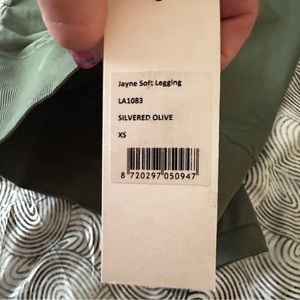 Jayne Soft Legging
LA1083
SILVERED OLIVE
XS
8 720297 050947